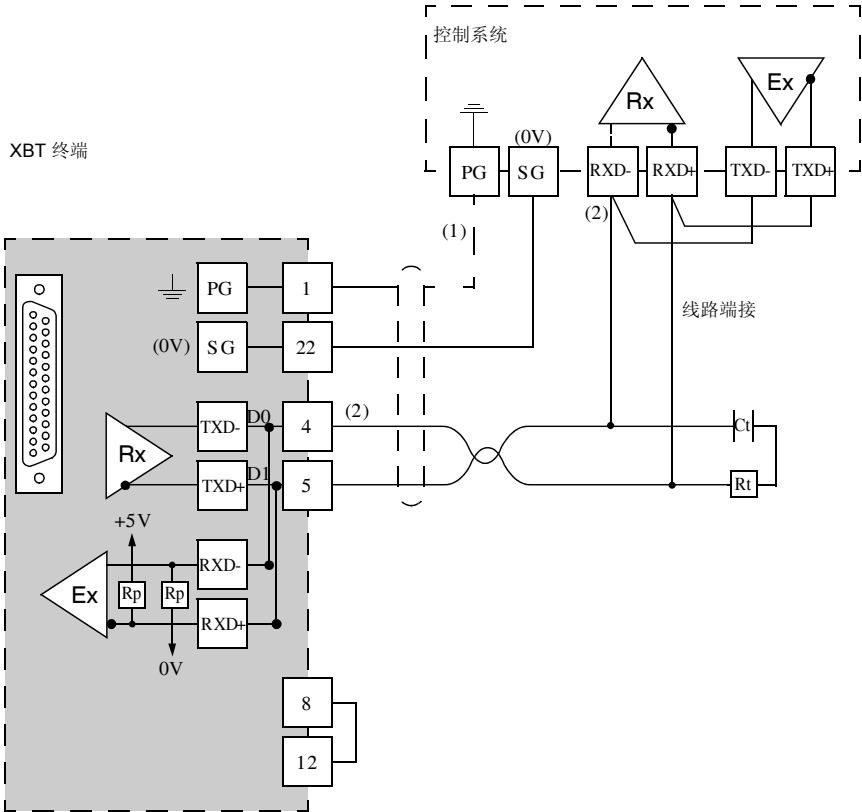 控制系统
Rx
Ex
(0V)
XBT 终端
PG
SG
RXD-
RXD+
TXD-
TXD+
(1)
(2)
PG
1
线路端接
(0V)
SG
22
TXD-
D0
4
(2)
Ct
Rx
TXD+
D1
5
Rt
+5V
RXD-
Ex
Rp
Rp
RXD+
0V
8
12